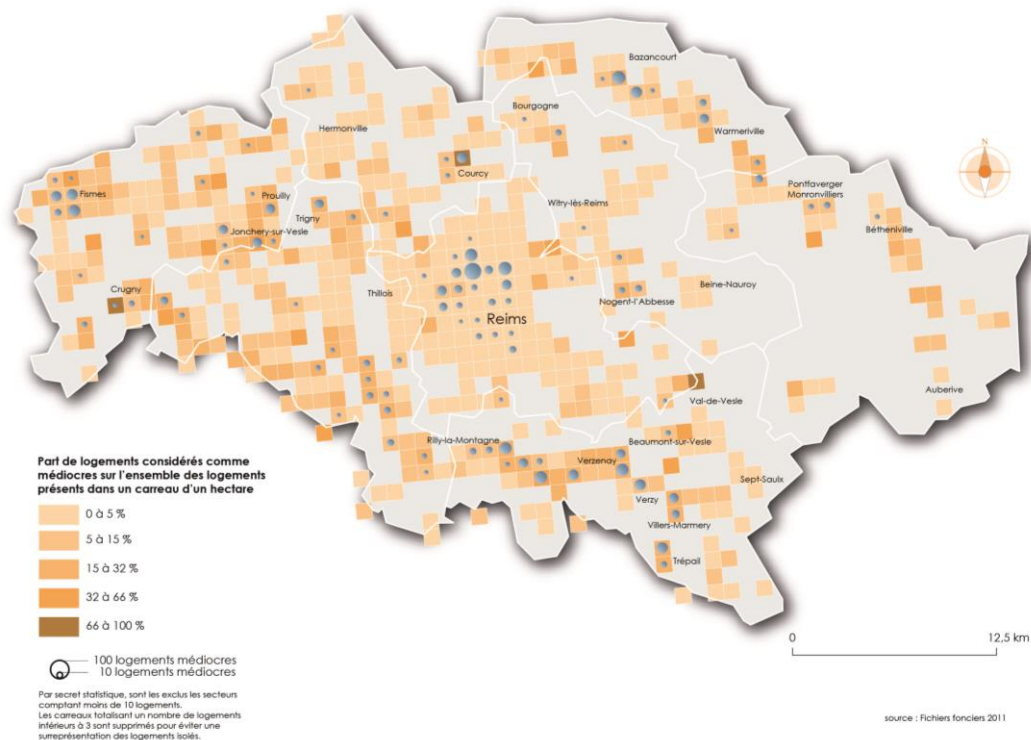 Bazancourt
Bourgogne
Hermonville
Warmeriville
Courcy
Fismes
Prouilly
Pontfaverger
Moronvilliers
Witry-lès-Reims
Trigny
Bétheniville
Jonchery-sur-Vesle
Crugny
Thillois
Beine-Nauroy
Nogent-l'Abbesse
Reims
Auberive
Val-de-Vesle
Rilly-la-Montagne
Beaumont-sur-Vesle
Verzenay
Sept-Saulx
Verzy
Villers-Marmery
Trépail
N
Part de logements considérés comme
médiocres sur l'ensemble des logements
présents dans un carreau d'un hectare
0 à 5 %
5 à 15 %
15 à 32 %
32 à 66 %
66 à 100 %
100 logements médiocres
10 logements médiocres
Par secret statistique, sont les exclus les secteurs
comptant moins de 10 logements.
Les carreaux totalisant un nombre de logements
inférieurs à 3 sont supprimés pour éviter une
surreprésentation des logements isolés.
0 12,5 km
source : Fichiers fonciers 2011